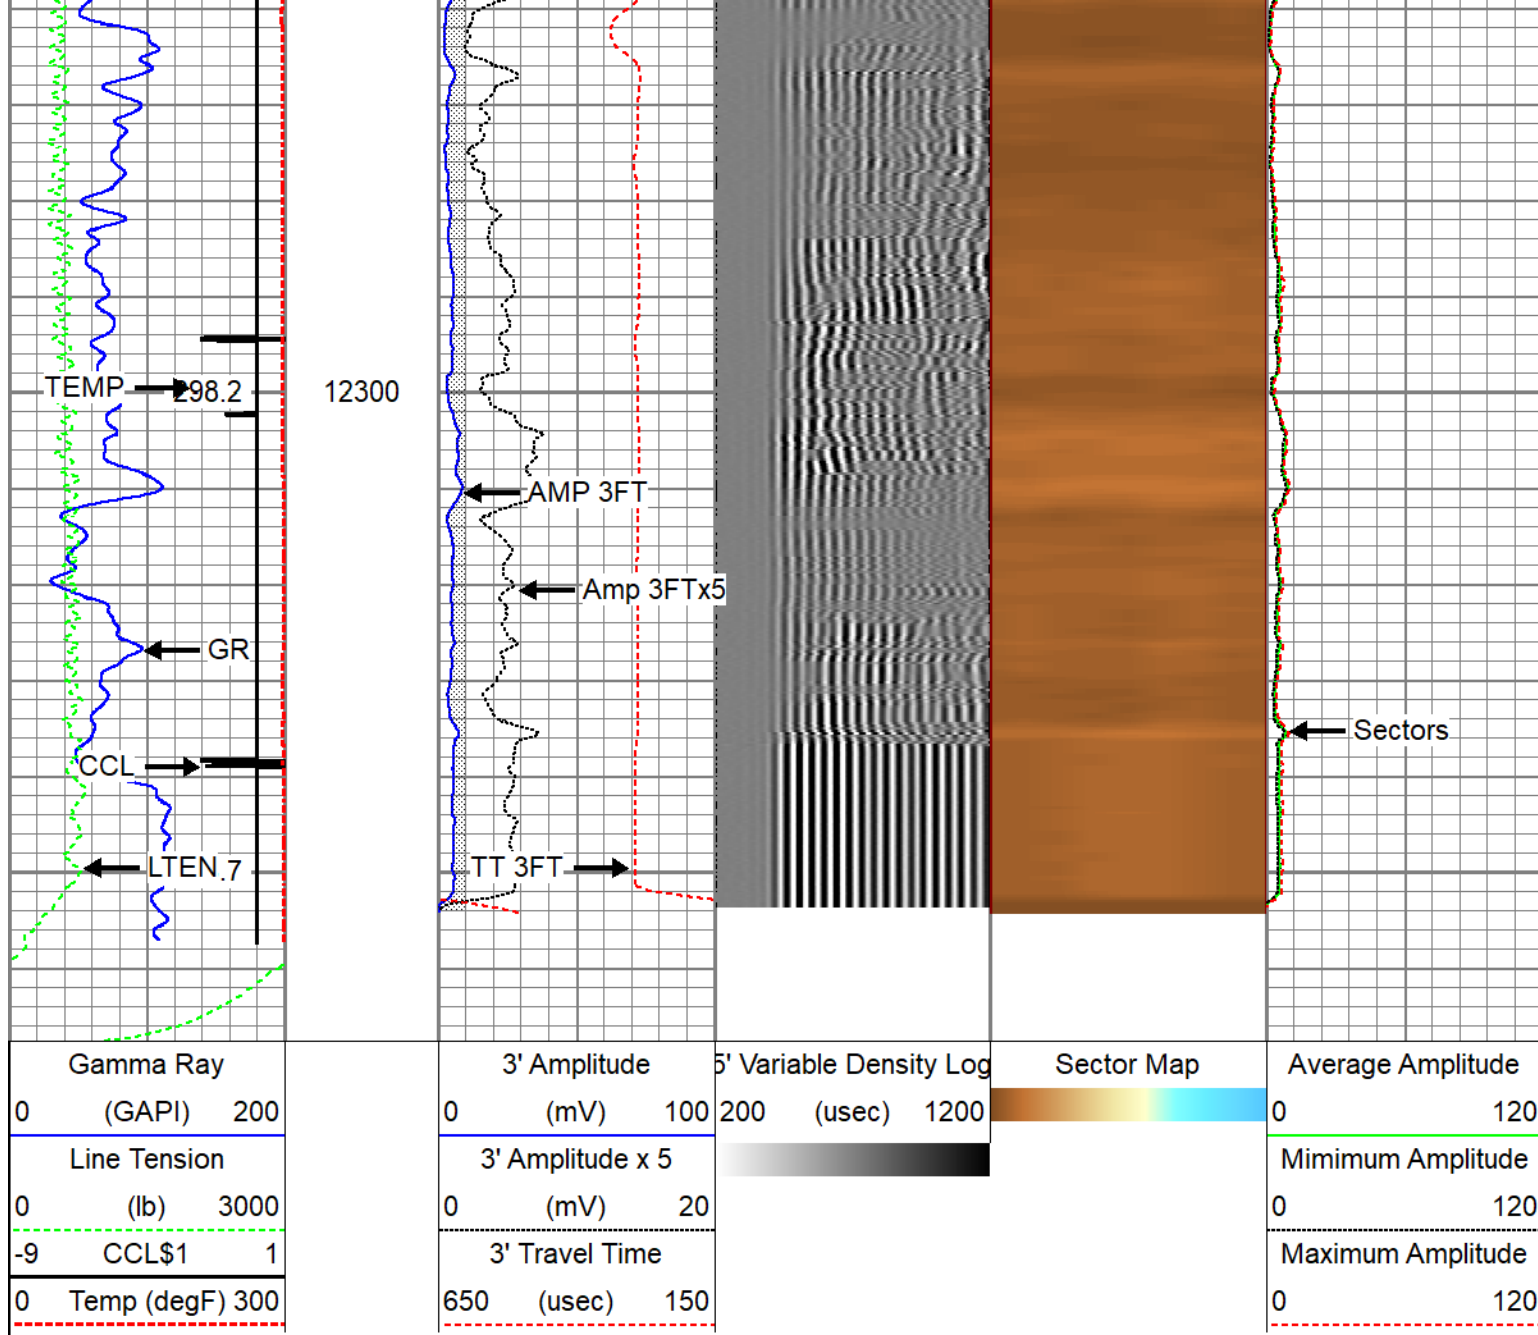 TEMP
298.2
12300
AMP 3FT
Amp 3FTx5
GR
Sectors
CCL
LTEN
.7
TT 3FT
Gamma Ray
0 (GAPI) 200
Line Tension
0 (lb) 3000
-9 CCL$1 1
0 Temp (degF) 300
3' Amplitude
0 (mV) 100
3' Amplitude x 5
0 (mV) 20
3' Travel Time
650 (usec) 150
5' Variable Density Log
200 (usec) 1200
Sector Map
Average Amplitude
0 120
Mimimum Amplitude
0 120
Maximum Amplitude
0 120